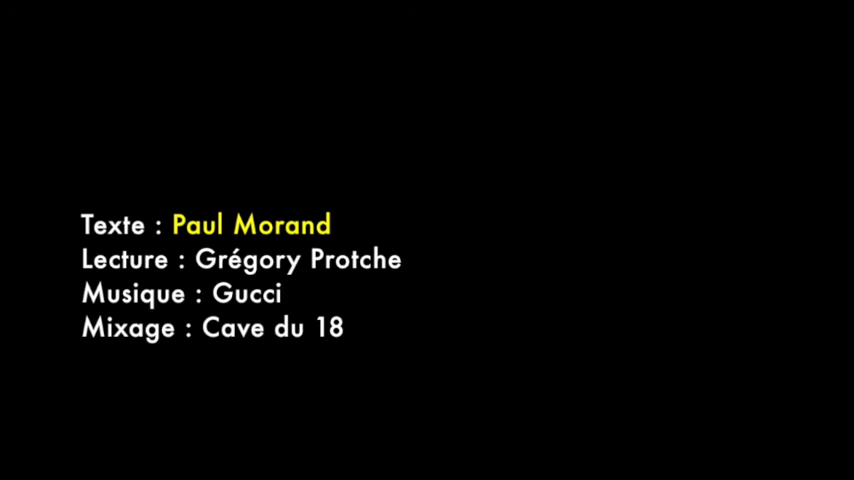 Texte : Paul Morand
Lecture : Grégory Protche
Musique : Gucci
Mixage : Cave du 18